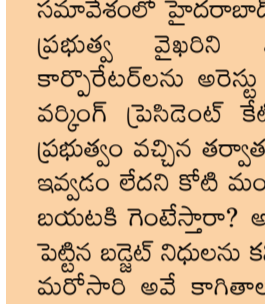 సమావేశంలో హైదరాబాద్
ప్రభుత్వ వైఖరిని
కార్పొరేటర్‌లను అరెస్టు
వర్కింగ్ ప్రెసిడెంట్
ప్రభుత్వం వచ్చిన తర్వాత
ఇవ్వడం లేదని కోటి
బయటకి గెంటేస్తారా?
పెట్టిన బడ్జెట్ నిధులను
మరోసారి అవే కాగితాల